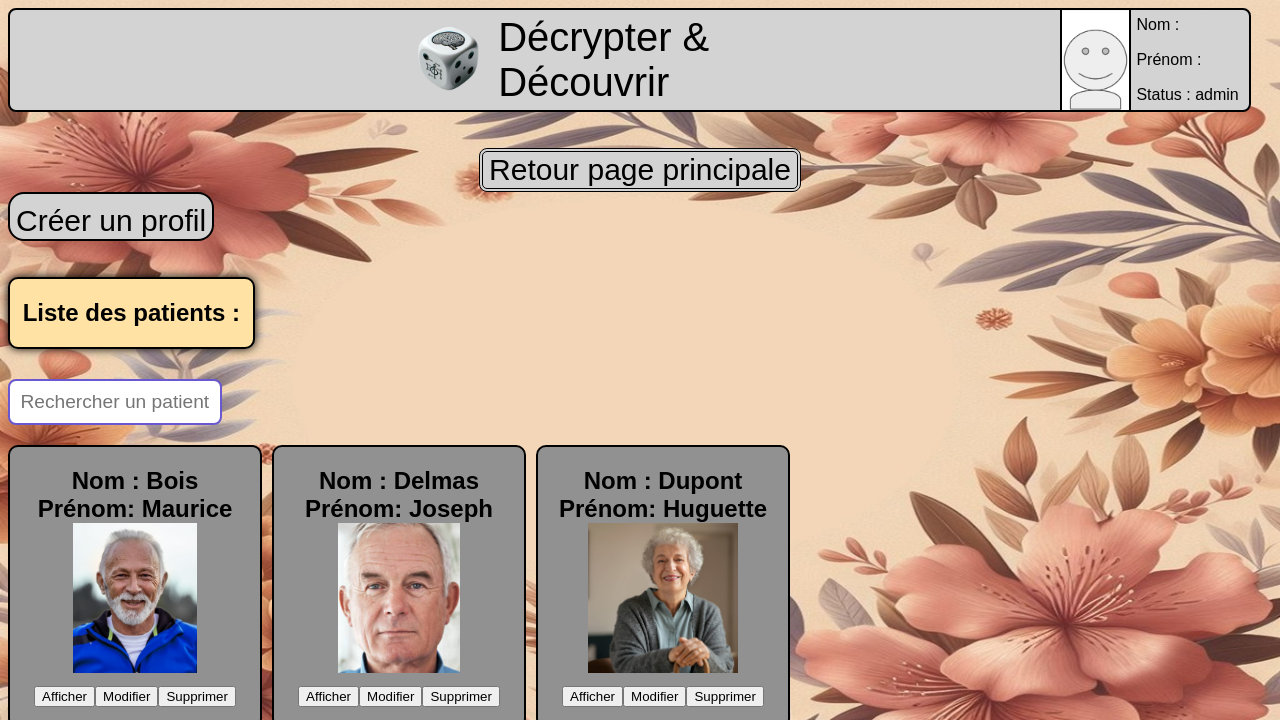 Décrypter &
Découvrir
Nom :
Prénom :
Status : admin
Retour page principale
Créer un profil
Liste des patients :
Rechercher un patient
Nom : Bois
Prénom: Maurice
Afficher Modifier Supprimer
Nom : Delmas
Prénom: Joseph
Afficher Modifier Supprimer
Nom : Dupont
Prénom: Huguette
Afficher Modifier Supprimer